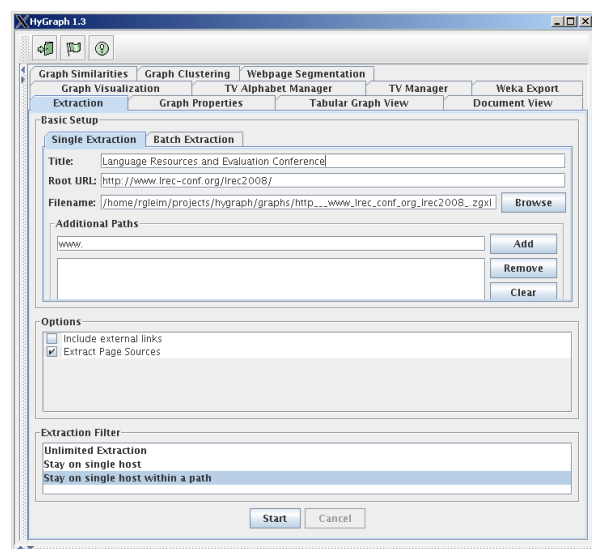 HyGraph 1.3
Graph Similarities Graph Clustering Webpage Segmentation
Graph Visualization TV Alphabet Manager TV Manager Weka Export
Extraction Graph Properties Tabular Graph View Document View
Basic Setup
Single Extraction Batch Extraction
Title: Language Resources and Evaluation Conference
Root URL: http://www.lrec-conf.org/lrec2008/
Filename: /home/rgleim/projects/hygraph/graphs/http___www_lrec_conf_org_lrec2008_.zgxl Browse
Additional Paths
www. Add
Remove
Clear
Options
Include external links
Extract Page Sources
Extraction Filter
Unlimited Extraction
Stay on single host
Stay on single host within a path
Start Cancel